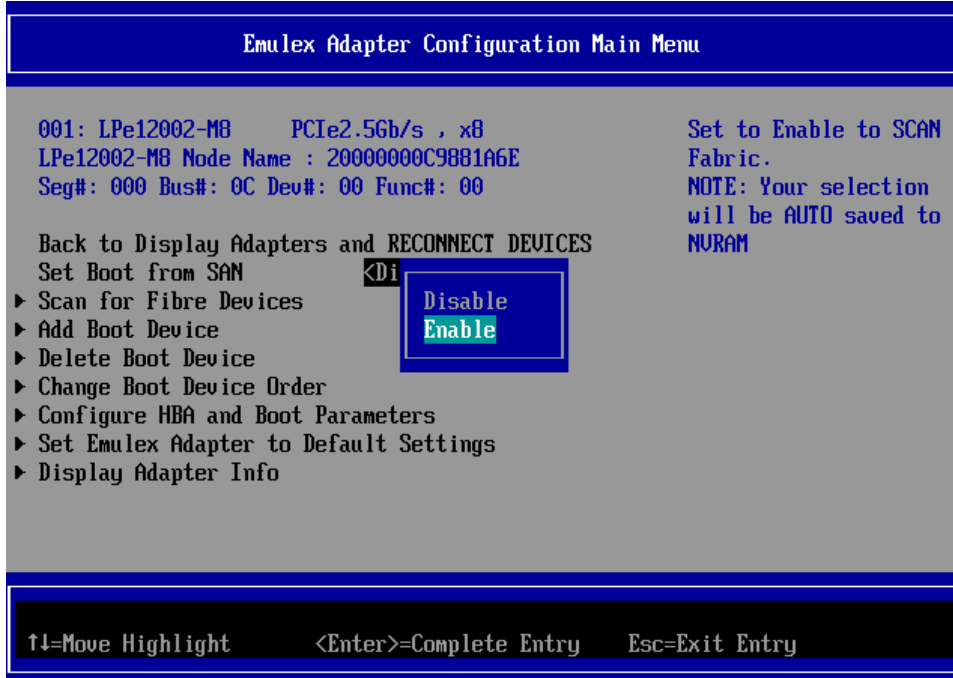 Emulex Adapter Configuration Main Menu
001: LPe12002-M8 PCIe2.5Gb/s , x8
LPe12002-M8 Node Name : 20000000C9881A6E
Seg#: 000 Bus#: 0C Dev#: 00 Func#: 00
Set to Enable to SCAN
Fabric.
NOTE: Your selection
will be AUTO saved to
NVRAM
Back to Display Adapters and RECONNECT DEVICES
Set Boot from SAN <Di
Disable
Enable
Scan for Fibre Devices
Add Boot Device
Delete Boot Device
Change Boot Device Order
Configure HBA and Boot Parameters
Set Emulex Adapter to Default Settings
Display Adapter Info
↑↓=Move Highlight <Enter>=Complete Entry Esc=Exit Entry